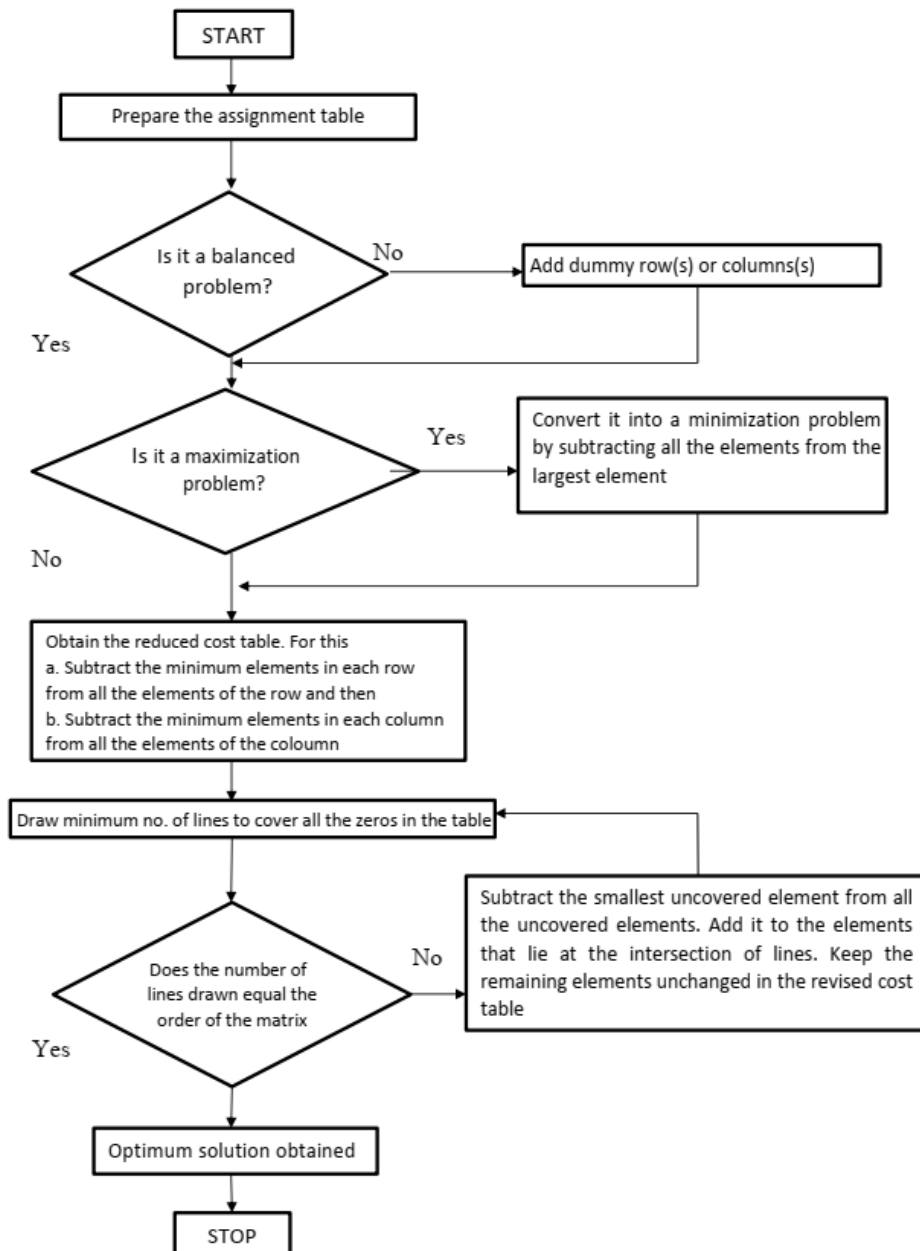 START
Prepare the assignment table
Is it a balanced
problem?
No
Add dummy row(s) or columns(s)
Yes
Is it a maximization
problem?
Yes
Convert it into a minimization problem
by subtracting all the elements from the
largest element
No
Obtain the reduced cost table. For this
a. Subtract the minimum elements in each row
from all the elements of the row and then
b. Subtract the minimum elements in each column
from all the elements of the coloumn
Draw minimum no. of lines to cover all the zeros in the table
Subtract the smallest uncovered element from all
the uncovered elements. Add it to the elements
that lie at the intersection of lines. Keep the
remaining elements unchanged in the revised cost
table
Does the number of
lines drawn equal the
order of the matrix
No
Yes
Optimum solution obtained
STOP